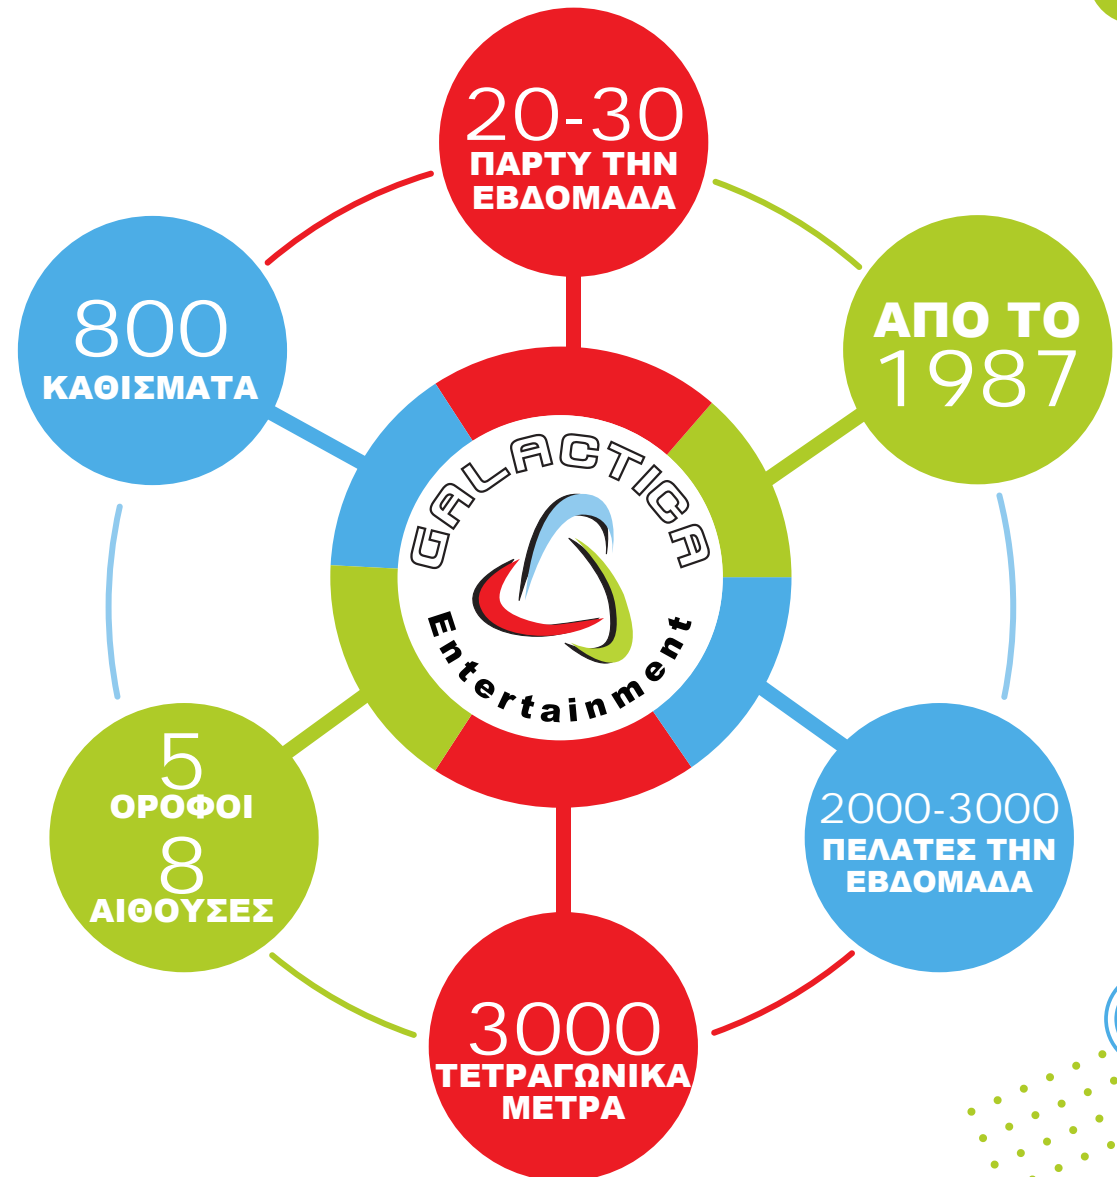 20-30
ΠΑΡΤΥ ΤΗΝ
ΕΒΔΟΜΑΔΑ
ΑΠΟ ΤΟ
1987
2000-3000
ΠΕΛΑΤΕΣ ΤΗΝ
ΕΒΔΟΜΑΔΑ
3000
ΤΕΤΡΑΓΩΝΙΚΑ
ΜΕΤΡΑ
5
ΟΡΟΦΟΙ
8
ΑΙΘΟΥΣΕΣ
800
ΚΑΘΙΣΜΑΤΑ
GALACTICA
Entertainment